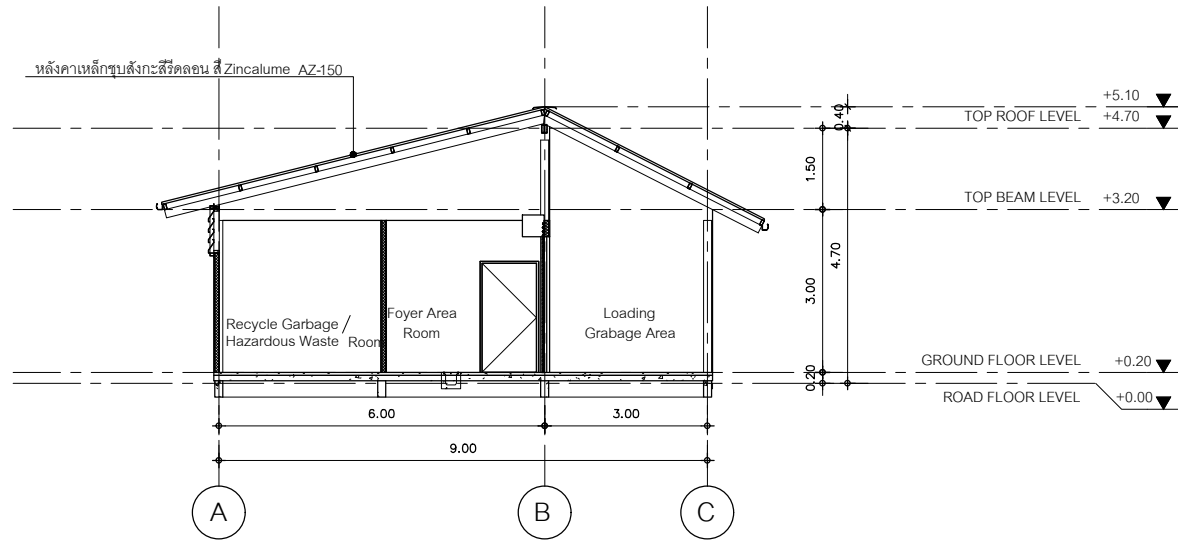 หลังคาเหล็กชุบสังกะสีรีดลอน สี Zincalume AZ-150
+5.10
TOP ROOF LEVEL +4.70
0.40
1.50
TOP BEAM LEVEL +3.20
4.70
3.00
Recycle Garbage /
Hazardous Waste Room
Foyer Area
Room
Loading
Grabage Area
GROUND FLOOR LEVEL +0.20
0.20
ROAD FLOOR LEVEL +0.00
6.00
3.00
9.00
A
B
C